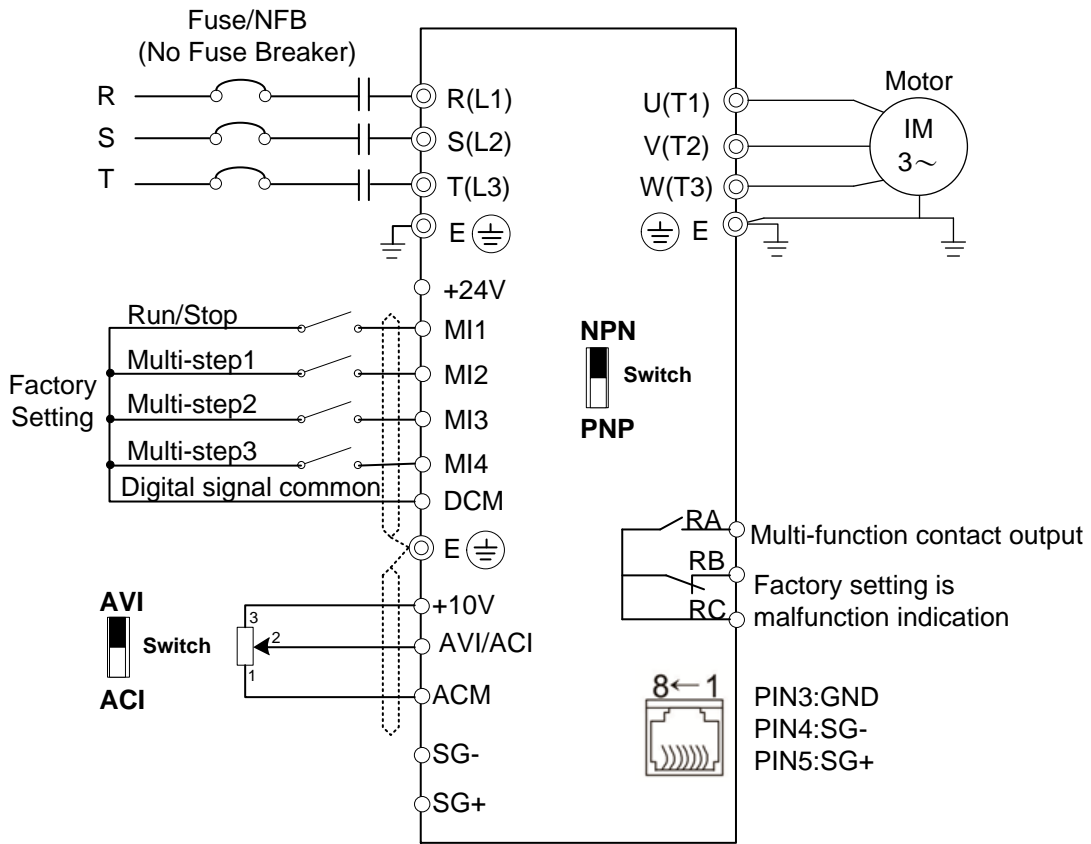 Fuse/NFB
(No Fuse Breaker)
R
S
T
R(L1)
S(L2)
T(L3)
E
U(T1)
V(T2)
W(T3)
E
Motor
IM
3～
+24V
Run/Stop
MI1
Multi-step1
MI2
Multi-step2
MI3
Multi-step3
MI4
Digital signal common
DCM
Factory
Setting
E
NPN
Switch
PNP
AVI
Switch
ACI
3
2
1
+10V
AVI/ACI
ACM
SG-
SG+
RA
RB
RC
Multi-function contact output
Factory setting is
malfunction indication
8←1
PIN3:GND
PIN4:SG-
PIN5:SG+